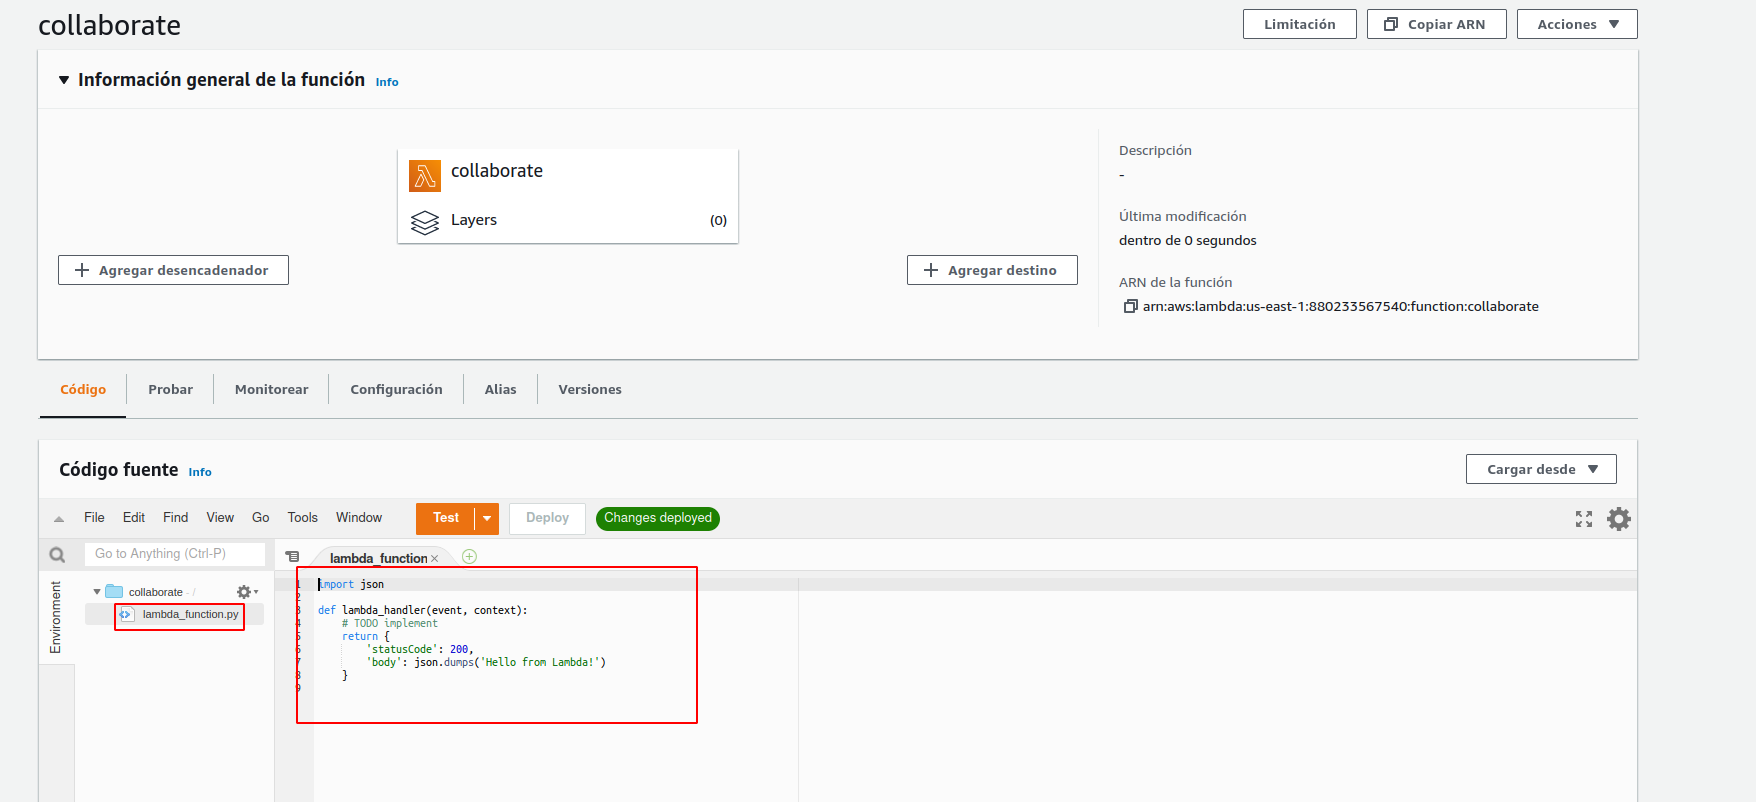 collaborate
Limitación
Copiar ARN
Acciones
Información general de la función Info
collaborate
Layers (0)
Agregar desencadenador
Agregar destino
Descripción
-
Última modificación
dentro de 0 segundos
ARN de la función
arn:aws:lambda:us-east-1:880233567540:function:collaborate
Código Probar Monitorear Configuración Alias Versiones
Código fuente Info
Cargar desde
File Edit Find View Go Tools Window Test Deploy Changes deployed
Go to Anything (Ctrl-P)
Environment
collaborate - /
lambda_function.py
lambda_function
1 import json
2
3 def lambda_handler(event, context):
4 # TODO implement
5 return {
6 'statusCode': 200,
7 'body': json.dumps('Hello from Lambda!')
8 }
9